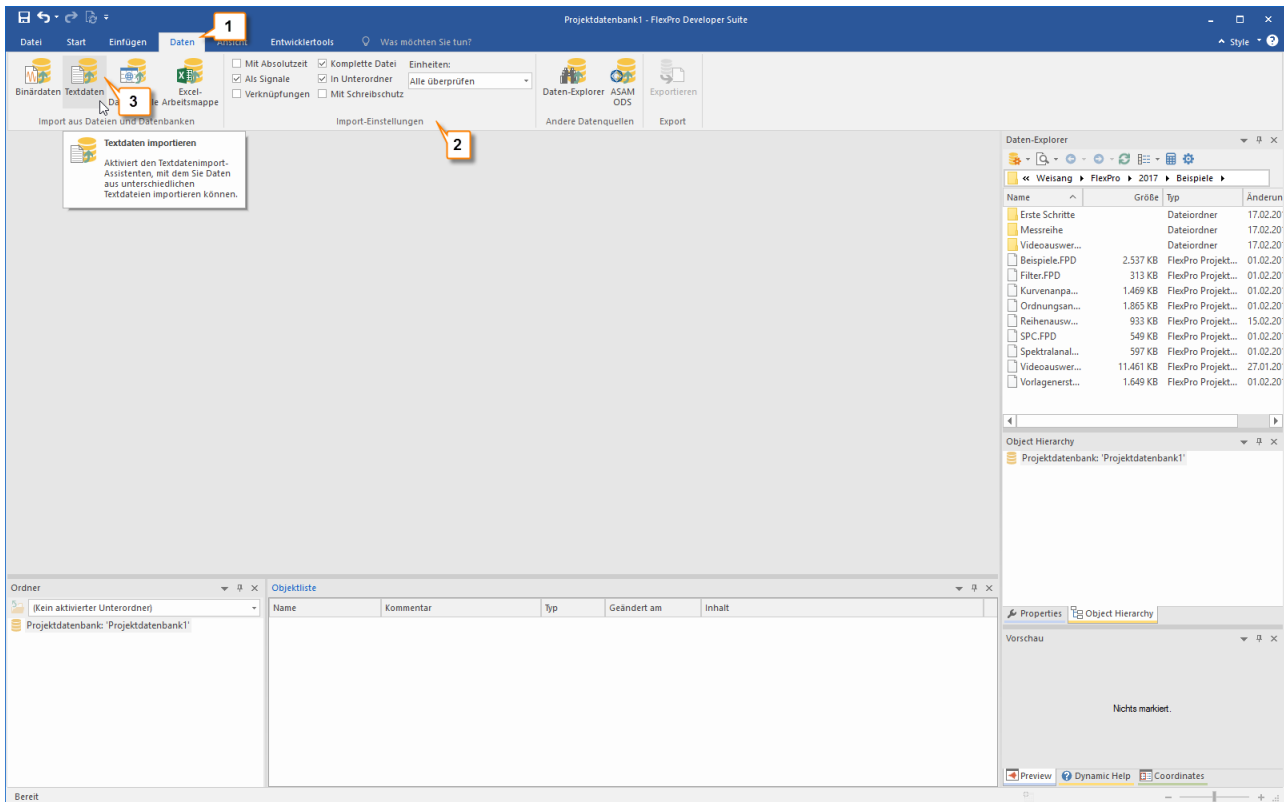 Projektdatenbank1 - FlexPro Developer Suite
1
Datei Start Einfügen Daten Ansicht Entwicklertools Was möchten Sie tun? Style
Mit Absolutzeit Komplette Datei Einheiten:
Als Signale In Unterordner Alle überprüfen
Verknüpfungen Mit Schreibschutz
Binärdaten Textdaten Excel-Arbeitsmappe
3
Daten-Explorer ASAM ODS Exportieren
Import aus Dateien und Datenbanken Import-Einstellungen Andere Datenquellen Export
2
Textdaten importieren
Aktiviert den Textdatenimport-
Assistenten, mit dem Sie Daten
aus unterschiedlichen
Textdateien importieren können.
Daten-Explorer
« Weisang FlexPro 2017 Beispiele
Name Größe Typ Änderun
Erste Schritte Dateiordner 17.02.20
Messreihe Dateiordner 17.02.20
Videoauswer... Dateiordner 17.02.20
Beispiele.FPD 2.537 KB FlexPro Projekt... 01.02.20
Filter.FPD 313 KB FlexPro Projekt... 01.02.20
Kurvenanpa... 1.469 KB FlexPro Projekt... 01.02.20
Ordnungsan... 1.865 KB FlexPro Projekt... 01.02.20
Reihenausw... 933 KB FlexPro Projekt... 15.02.20
SPC.FPD 549 KB FlexPro Projekt... 01.02.20
Spektralanal... 597 KB FlexPro Projekt... 01.02.20
Videoauswer... 11.461 KB FlexPro Projekt... 27.01.20
Vorlagenerst... 1.649 KB FlexPro Projekt... 01.02.20
Object Hierarchy
Projektdatenbank: 'Projektdatenbank1'
Properties Object Hierarchy
Ordner
(Kein aktivierter Unterordner)
Projektdatenbank: 'Projektdatenbank1'
Objektliste
Name Kommentar Typ Geändert am Inhalt
Vorschau
Nichts markiert.
Preview Dynamic Help Coordinates
Bereit